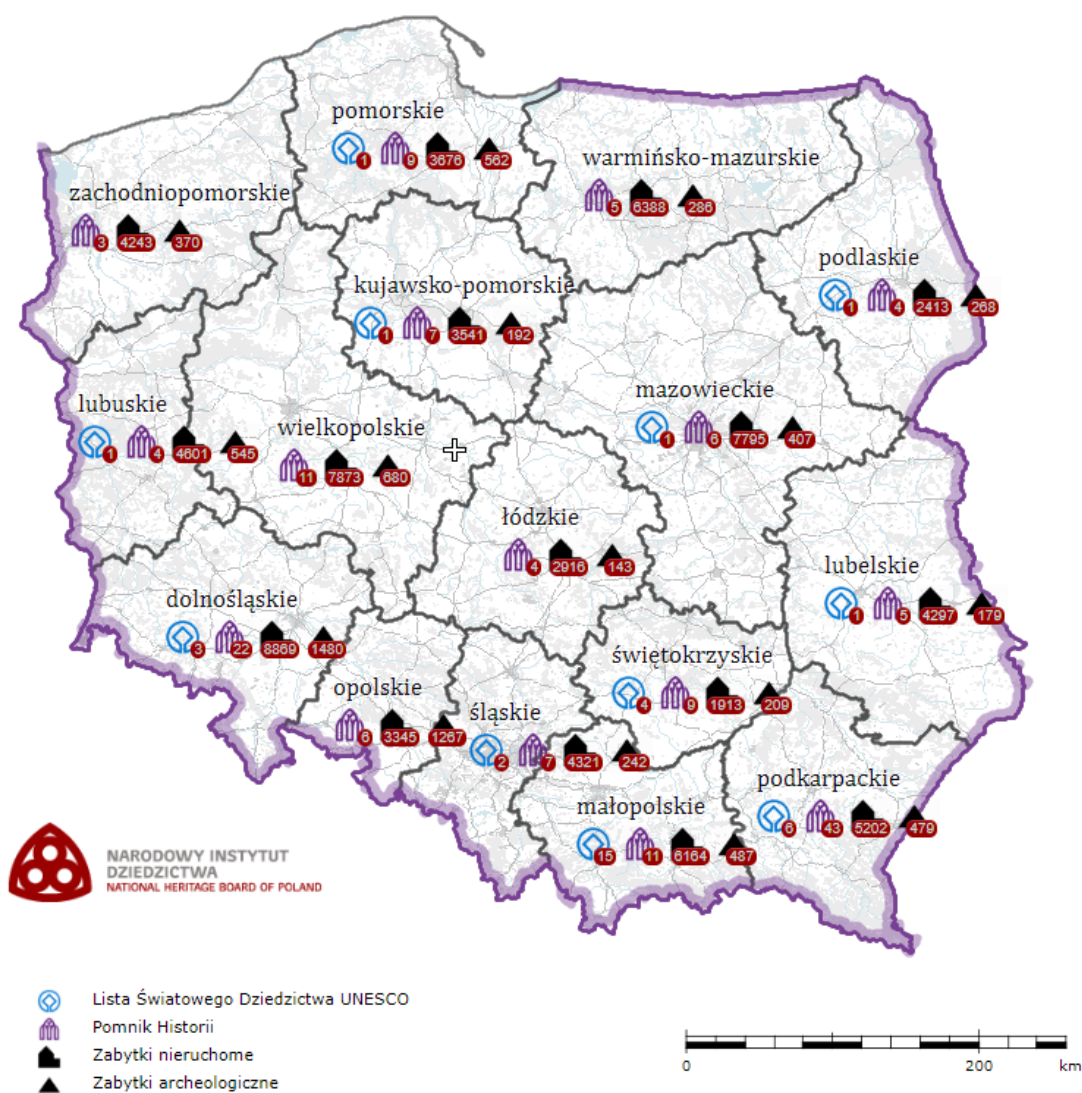 pomorskie
1 9 3676 562
warmińsko-mazurskie
5 6388 286
zachodniopomorskie
3 4243 370
podlaskie
1 4 2413 268
kujawsko-pomorskie
1 7 3541 192
mazowieckie
1 6 7795 407
lubuskie
1 4 4601 545
wielkopolskie
11 7873 680
łódzkie
4 2916 143
lubelskie
1 5 4297 179
dolnośląskie
3 22 8869 1480
świętokrzyskie
4 9 1913 209
opolskie
6 3345 1267
śląskie
2 7 4321 242
podkarpackie
6 43 5202 479
małopolskie
15 11 6164 487
NARODOWY INSTYTUT
DZIEDZICTWA
NATIONAL HERITAGE BOARD OF POLAND
Lista Światowego Dziedzictwa UNESCO
Pomnik Historii
Zabytki nieruchome
Zabytki archeologiczne
0 200 km